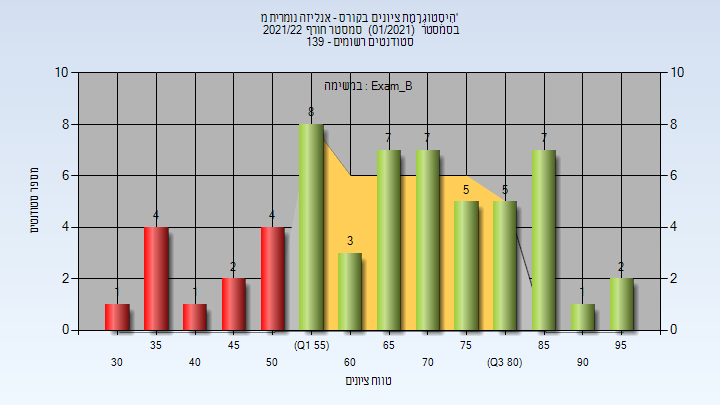 היסטוגרמת ציונים בקורס - אנליזה נומרית מ'
בסמסטר (01/2021) סמסטר חורף 2021/22
סטודנטים רשומים - 139
במשימה : Exam_B
מספר סטודנטים
10 10
8 8
6 6
4 4
2 2
0 0
1 4 1 2 4 8 3 7 7 5 5 7 1 2
35 45 (Q1 55) 65 75 85 95
30 40 50 60 70 (Q3 80) 90
טווח ציונים